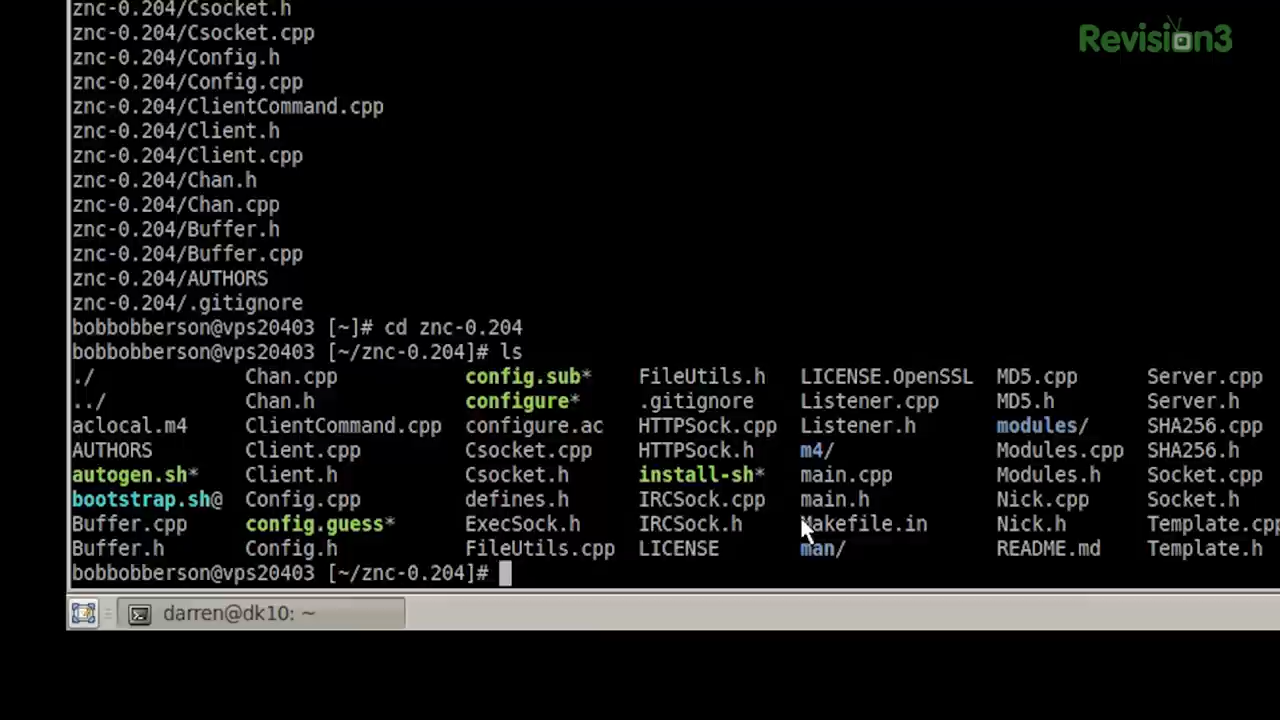 znc-0.204/Csocket.h
Revision3
znc-0.204/Csocket.cpp
znc-0.204/Config.h
znc-0.204/Config.cpp
znc-0.204/ClientCommand.cpp
znc-0.204/Client.h
znc-0.204/Client.cpp
znc-0.204/Chan.h
znc-0.204/Chan.cpp
znc-0.204/Buffer.h
znc-0.204/Buffer.cpp
znc-0.204/AUTHORS
znc-0.204/.gitignore
bobbobberson@vps20403 [~]# cd znc-0.204
bobbobberson@vps20403 [~/znc-0.204]# ls
./ Chan.cpp config.sub* FileUtils.h LICENSE.OpenSSL MD5.cpp Server.cpp
../ Chan.h configure* .gitignore Listener.cpp MD5.h Server.h
aclocal.m4 ClientCommand.cpp configure.ac HTTPSock.cpp Listener.h modules/ SHA256.cpp
AUTHORS Client.cpp Csocket.cpp HTTPSock.h m4/ Modules.cpp SHA256.h
autogen.sh* Client.h Csocket.h install-sh* main.cpp Modules.h Socket.cpp
bootstrap.sh@ Config.cpp defines.h IRCSock.cpp main.h Nick.cpp Socket.h
Buffer.cpp config.guess* ExecSock.h IRCSock.h Makefile.in Nick.h Template.cpp
Buffer.h Config.h FileUtils.cpp LICENSE man/ README.md Template.h
bobbobberson@vps20403 [~/znc-0.204]#
darren@dk10: ~